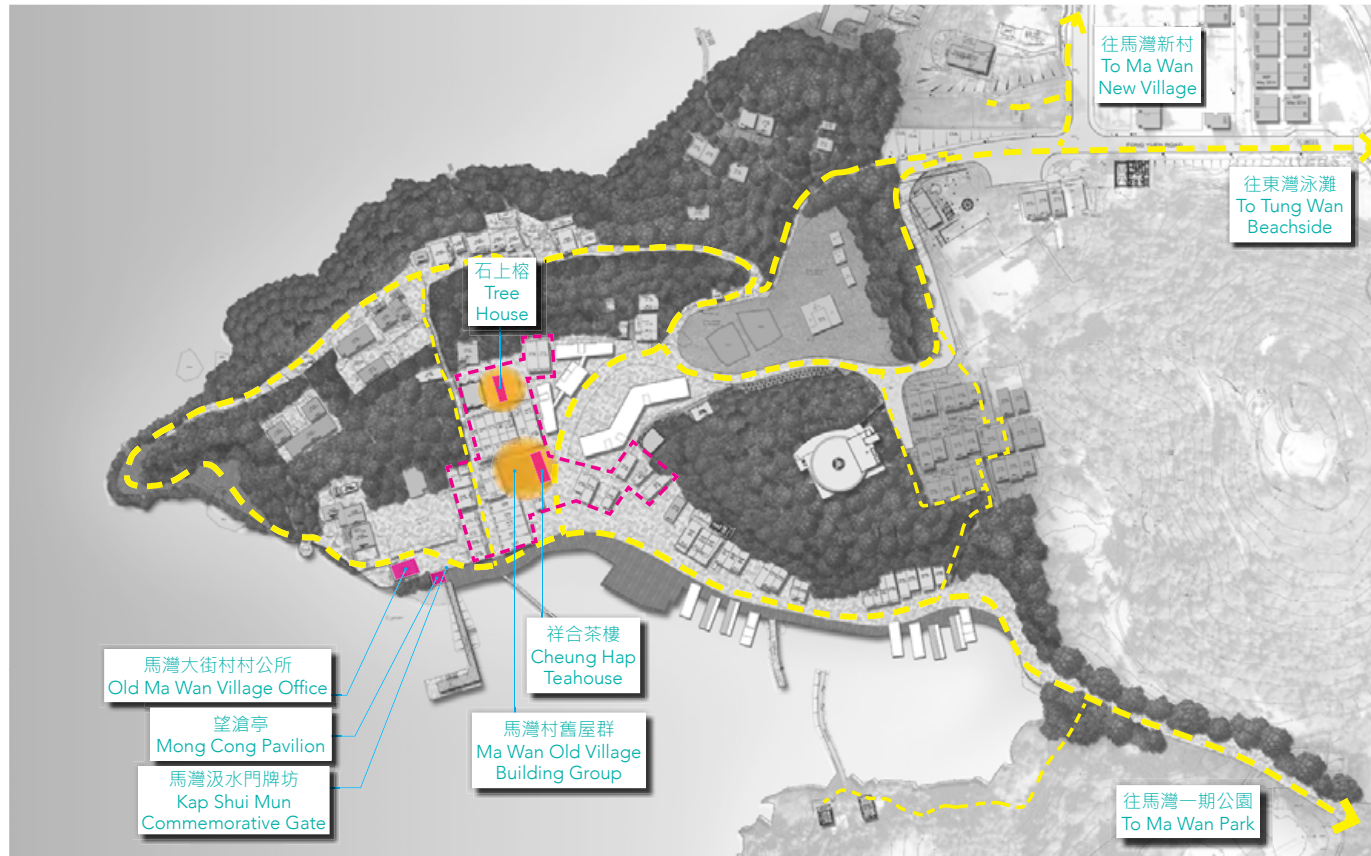 往馬灣新村
To Ma Wan
New Village
FONG YUEN ROAD
往東灣泳灘
To Tung Wan
Beachside
石上榕
Tree
House
祥合茶樓
Cheung Hap
Teahouse
馬灣大街村村公所
Old Ma Wan Village Office
望滄亭
Mong Cong Pavilion
馬灣汲水門牌坊
Kap Shui Mun
Commemorative Gate
馬灣村舊屋群
Ma Wan Old Village
Building Group
往馬灣一期公園
To Ma Wan Park